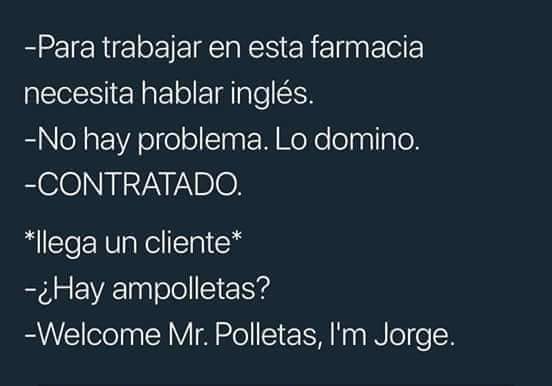 -Para trabajar en esta farmacia
necesita hablar inglés.
-No hay problema. Lo domino.
-CONTRATADO.
*llega un cliente*
-¿Hay ampolletas?
-Welcome Mr. Polletas, I'm Jorge.